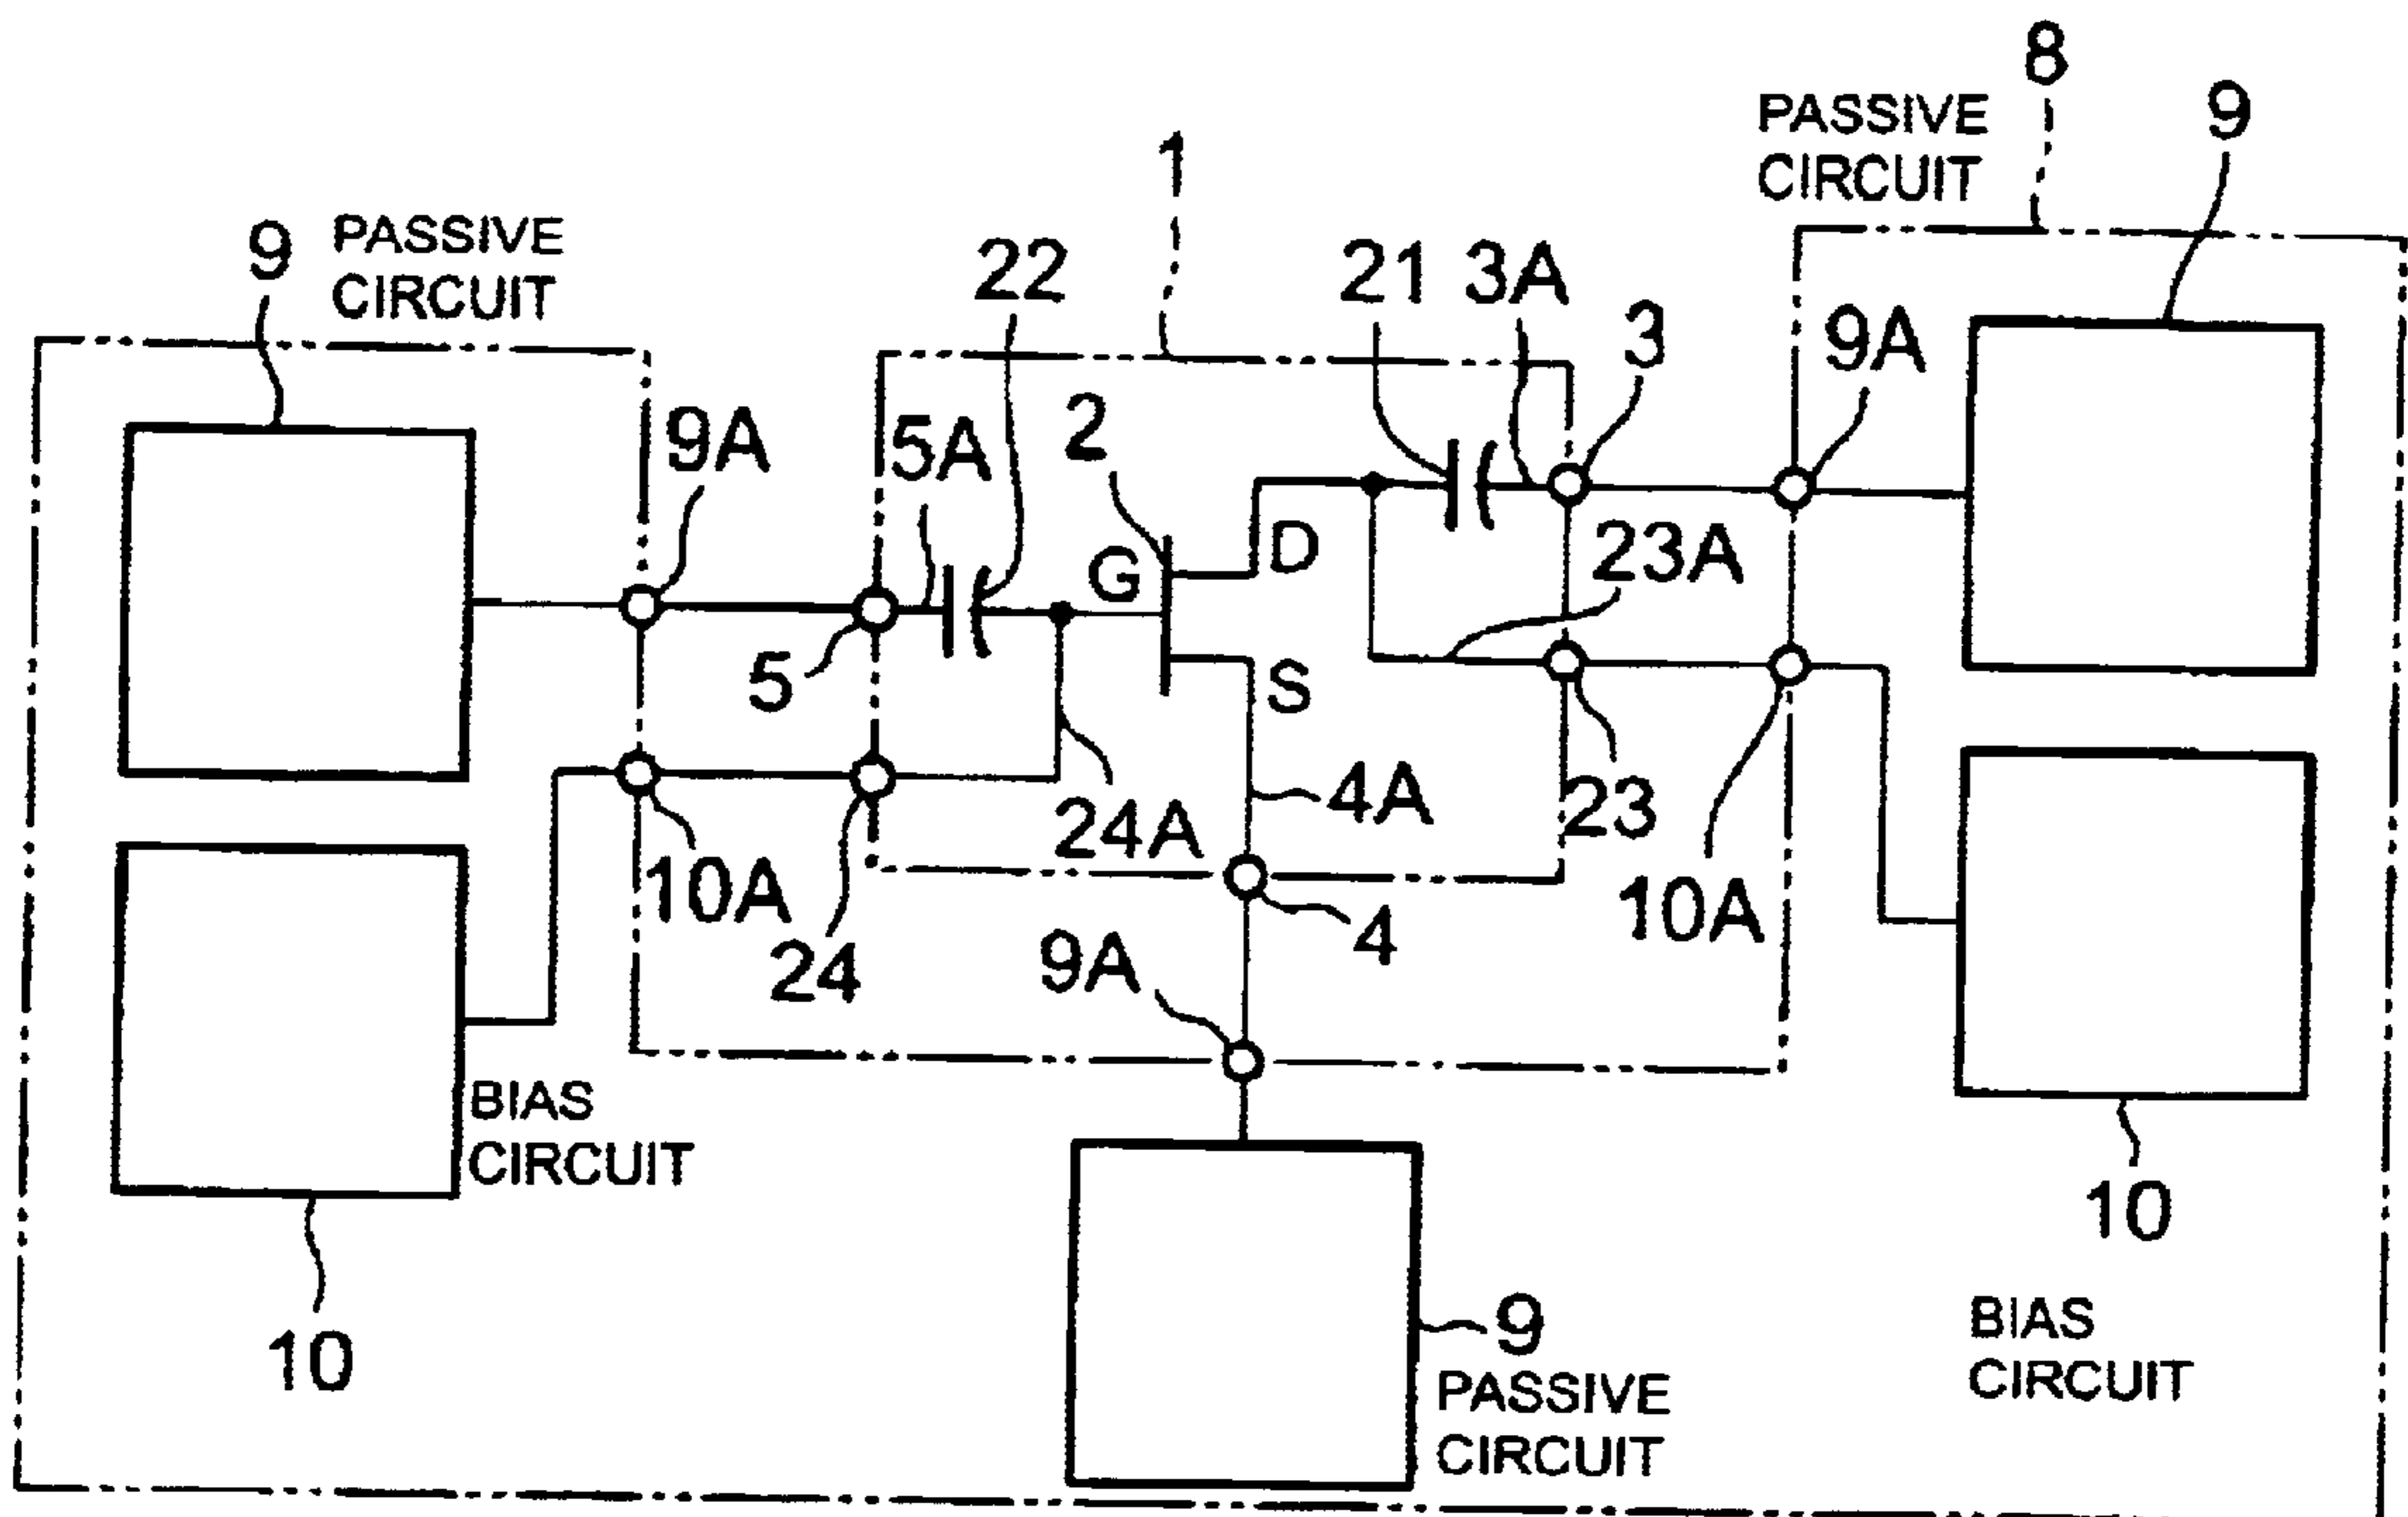 8
PASSIVE
CIRCUIT
9
1
9
PASSIVE
CIRCUIT
22
21
3A
3
9A
9A
5A
2
D
23A
G
5
S
24A
4A
23
10A
24
9A
4
10A
BIAS
CIRCUIT
10
10
9
PASSIVE
CIRCUIT
BIAS
CIRCUIT